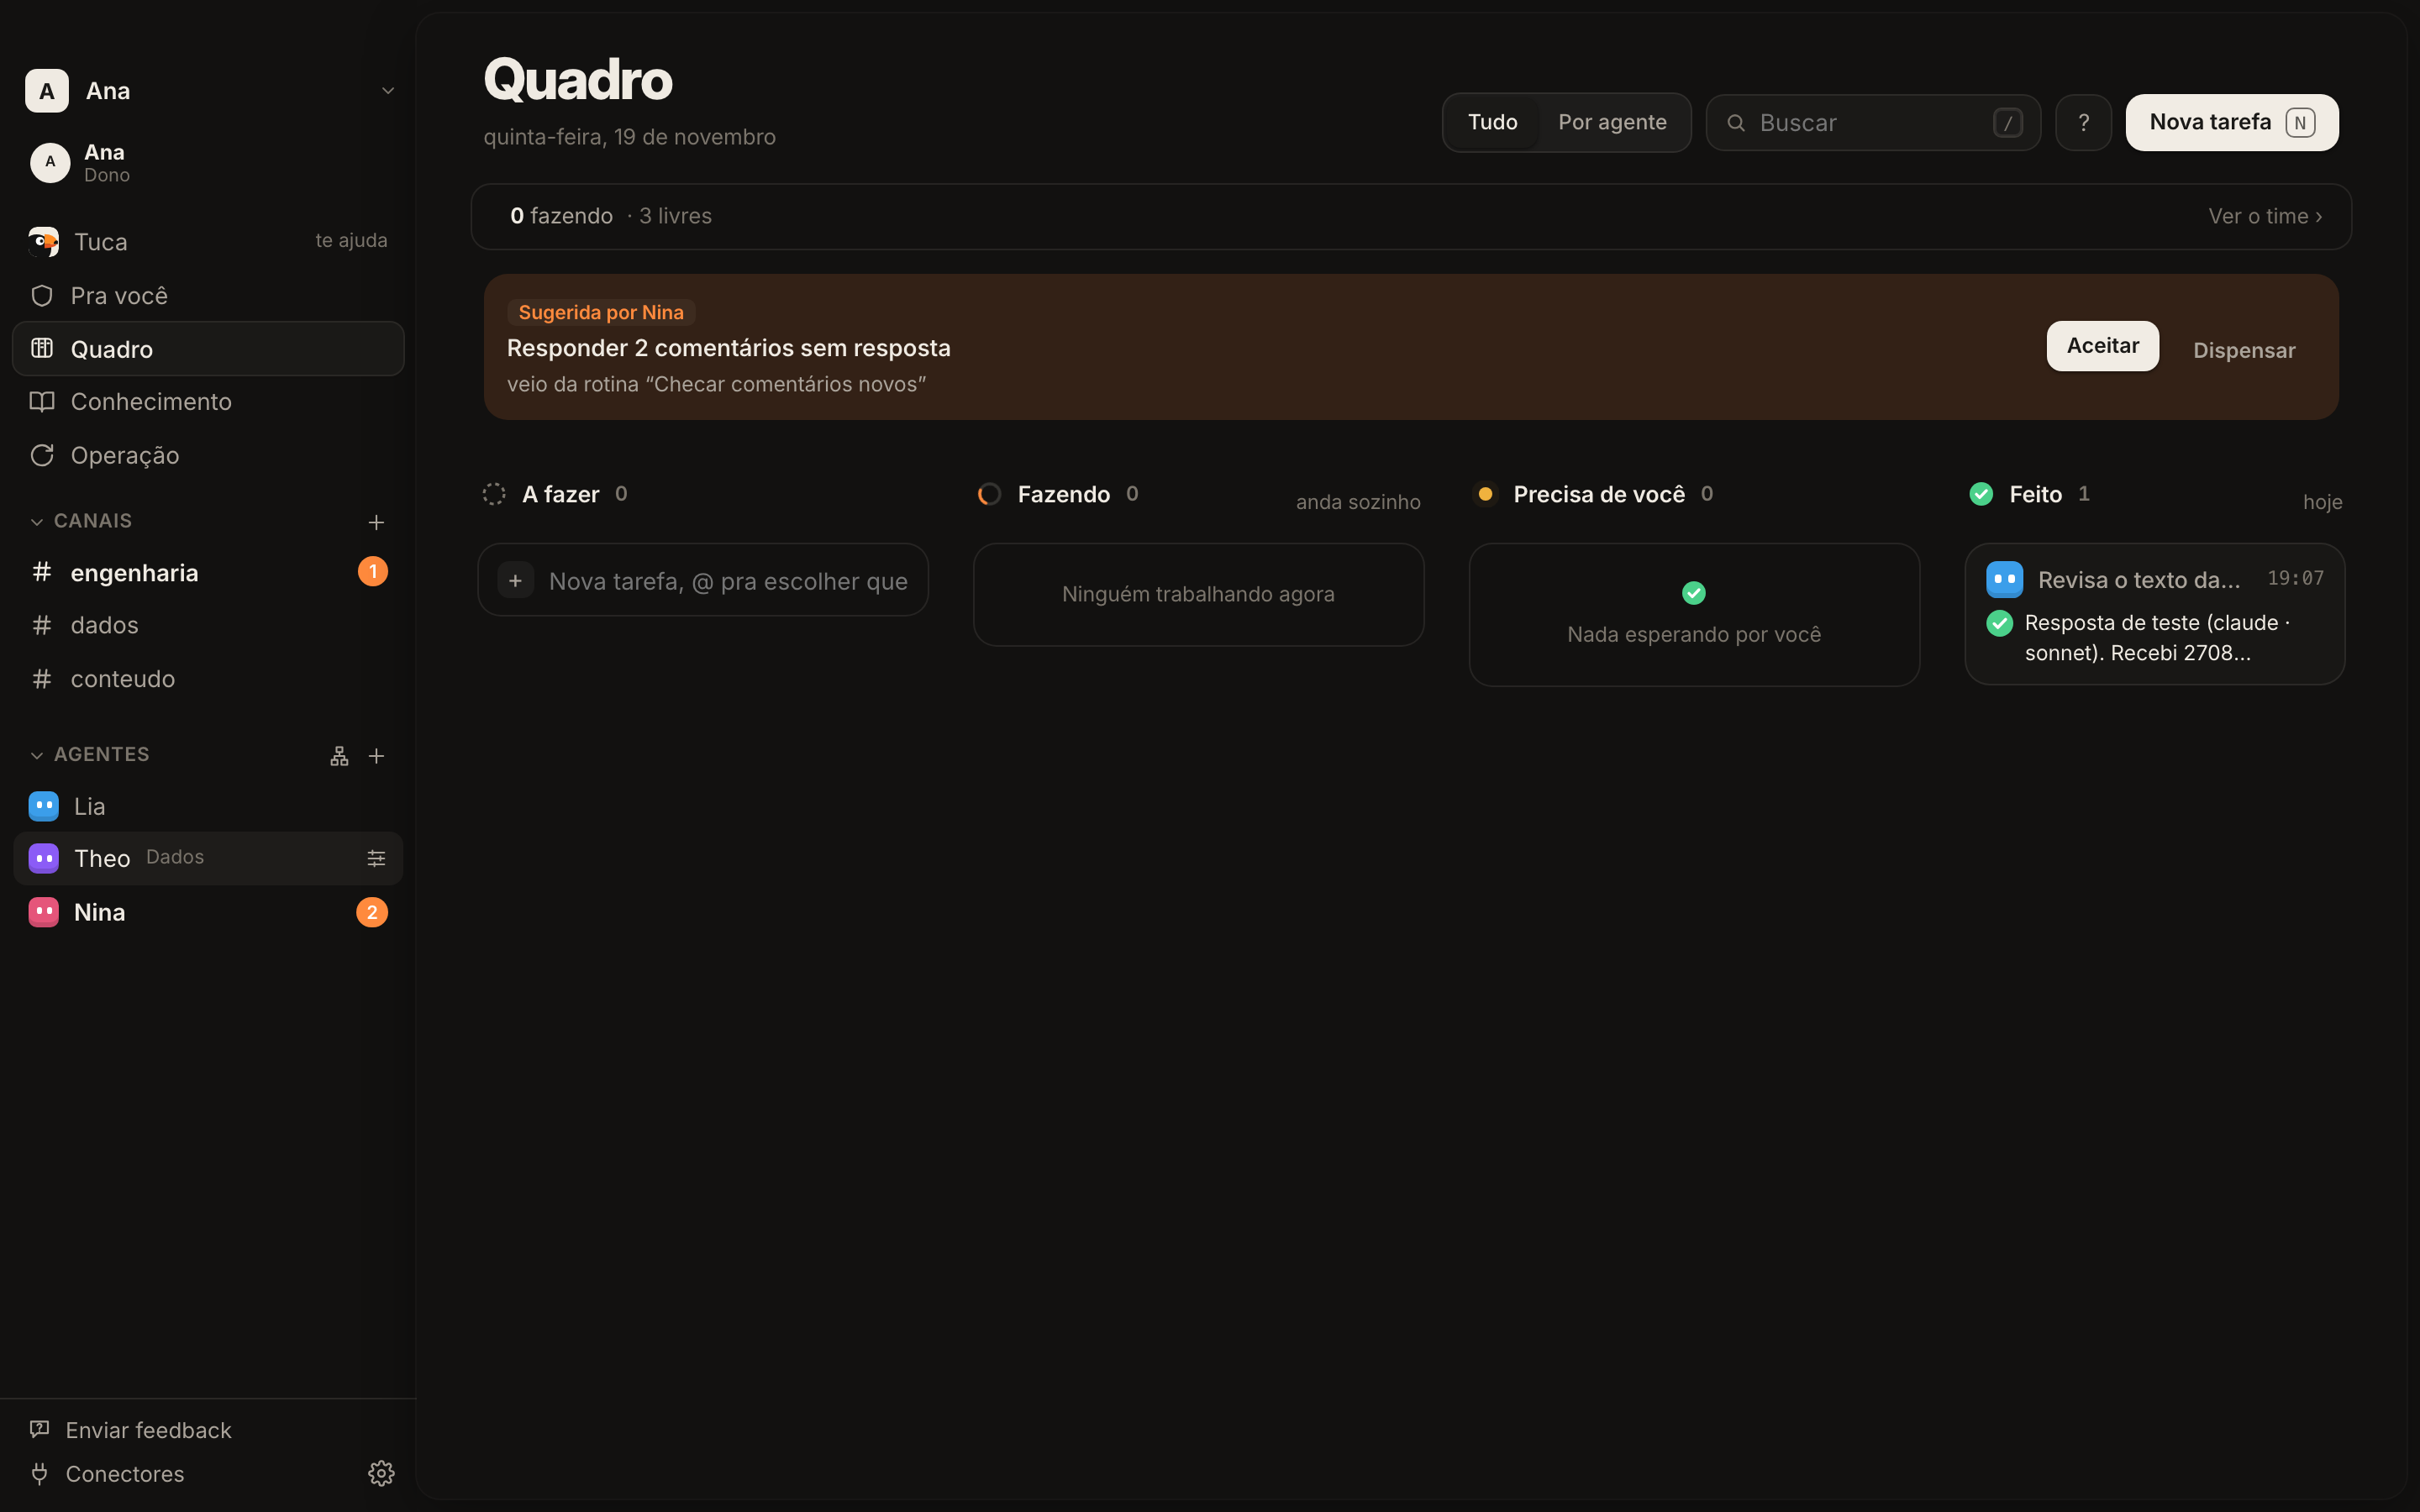 A Ana
A Ana
Dono
Tuca te ajuda
Pra você
Quadro
Conhecimento
Operação
CANAIS
# engenharia 1
# dados
# conteudo
AGENTES
Lia
Theo Dados
Nina 2
Enviar feedback
Conectores
Quadro
quinta-feira, 19 de novembro
Tudo Por agente Buscar / ? Nova tarefa N
0 fazendo · 3 livres Ver o time ›
Sugerida por Nina
Responder 2 comentários sem resposta
veio da rotina “Checar comentários novos”
Aceitar Dispensar
A fazer 0
+ Nova tarefa, @ pra escolher que
Fazendo 0 anda sozinho
Ninguém trabalhando agora
Precisa de você 0
Nada esperando por você
Feito 1 hoje
Revisa o texto da... 19:07
Resposta de teste (claude ·
sonnet). Recebi 2708...